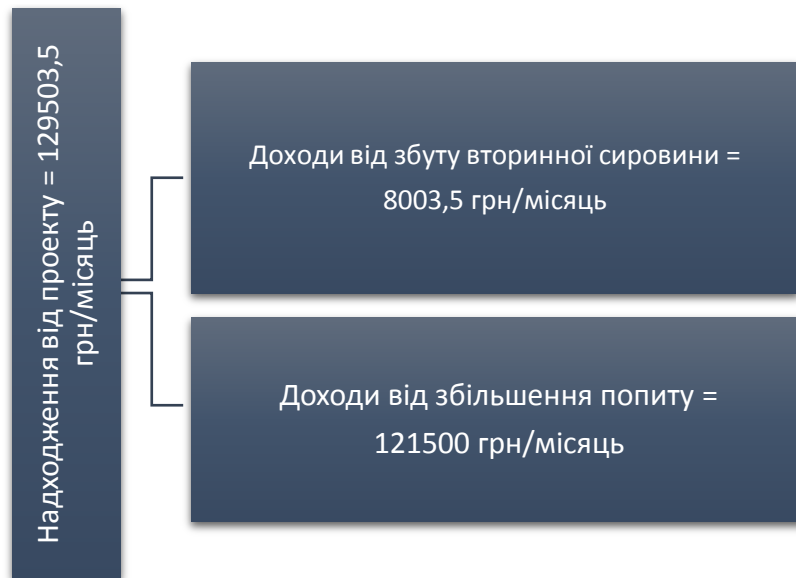 Надходження від проекту = 129503,5
грн/місяць
Доходи від збуту вторинної сировини =
8003,5 грн/місяць
Доходи від збільшення попиту =
121500 грн/місяць